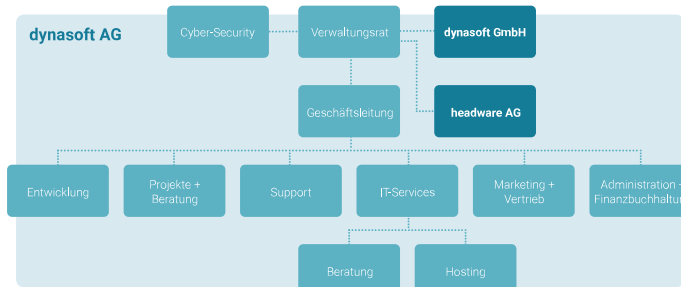 dynasoft AG
Cyber-Security
Verwaltungsrat
dynasoft GmbH
headware AG
Geschäftsleitung
Entwicklung
Projekte +
Beratung
Support
IT-Services
Marketing +
Vertrieb
Administration +
Finanzbuchhaltung
Beratung
Hosting